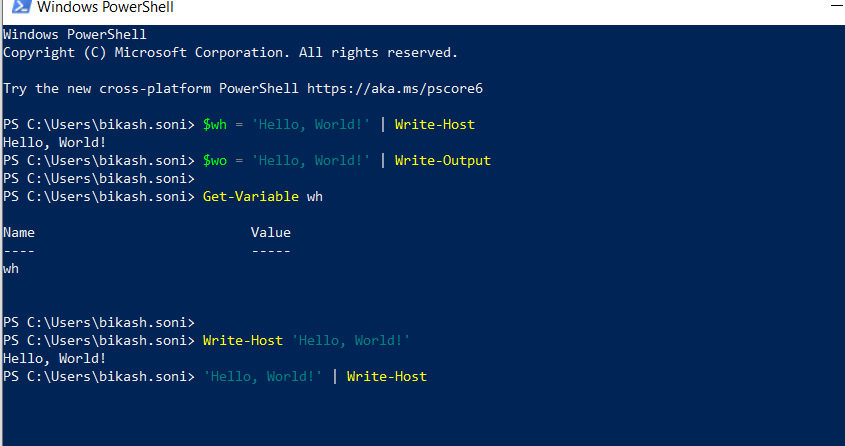 Windows PowerShell
Windows PowerShell
Copyright (C) Microsoft Corporation. All rights reserved.
Try the new cross-platform PowerShell https://aka.ms/pscore6
PS C:\Users\bikash.soni> $wh = 'Hello, World!' | Write-Host
Hello, World!
PS C:\Users\bikash.soni> $wo = 'Hello, World!' | Write-Output
PS C:\Users\bikash.soni>
PS C:\Users\bikash.soni> Get-Variable wh
Name                           Value
----                           -----
wh
PS C:\Users\bikash.soni>
PS C:\Users\bikash.soni> Write-Host 'Hello, World!'
Hello, World!
PS C:\Users\bikash.soni> 'Hello, World!' | Write-Host